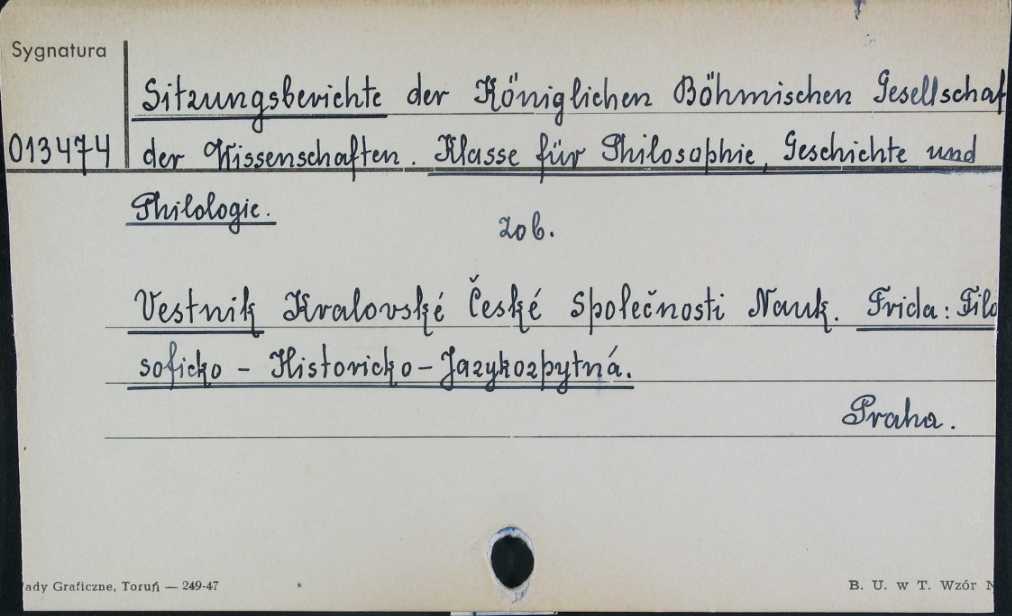 Sygnatura
Sitzungsberichte der Königlichen Böhmischen Gesellschaf
013474 der Wissenschaften. Klasse für Philosophie, Geschichte und
Philologie.
zob.
Vestnik Kralovské České Společnosti Nauk. Trida: Filo
soficko - Historicko - Jazykozpytná.
Praha.
ady Graficzne, Toruń — 249-47
B. U. w T. Wzór N